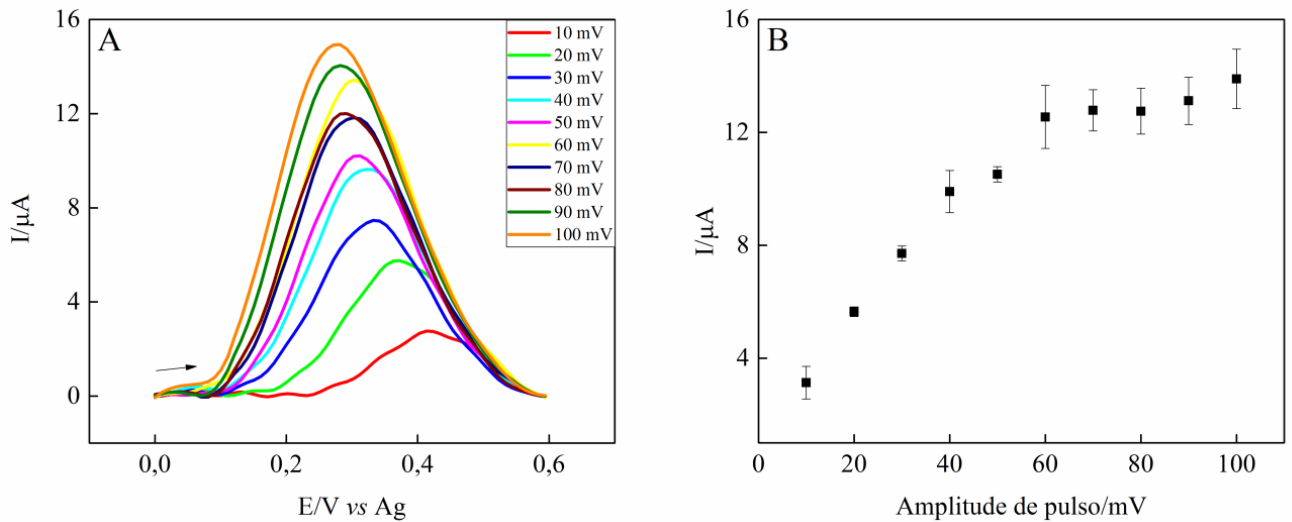 A
16
12
8
4
0
I/µA
0,0
0,2
0,4
0,6
E/V vs Ag
10 mV
20 mV
30 mV
40 mV
50 mV
60 mV
70 mV
80 mV
90 mV
100 mV
B
16
12
8
4
I/µA
0
20
40
60
80
100
Amplitude de pulso/mV